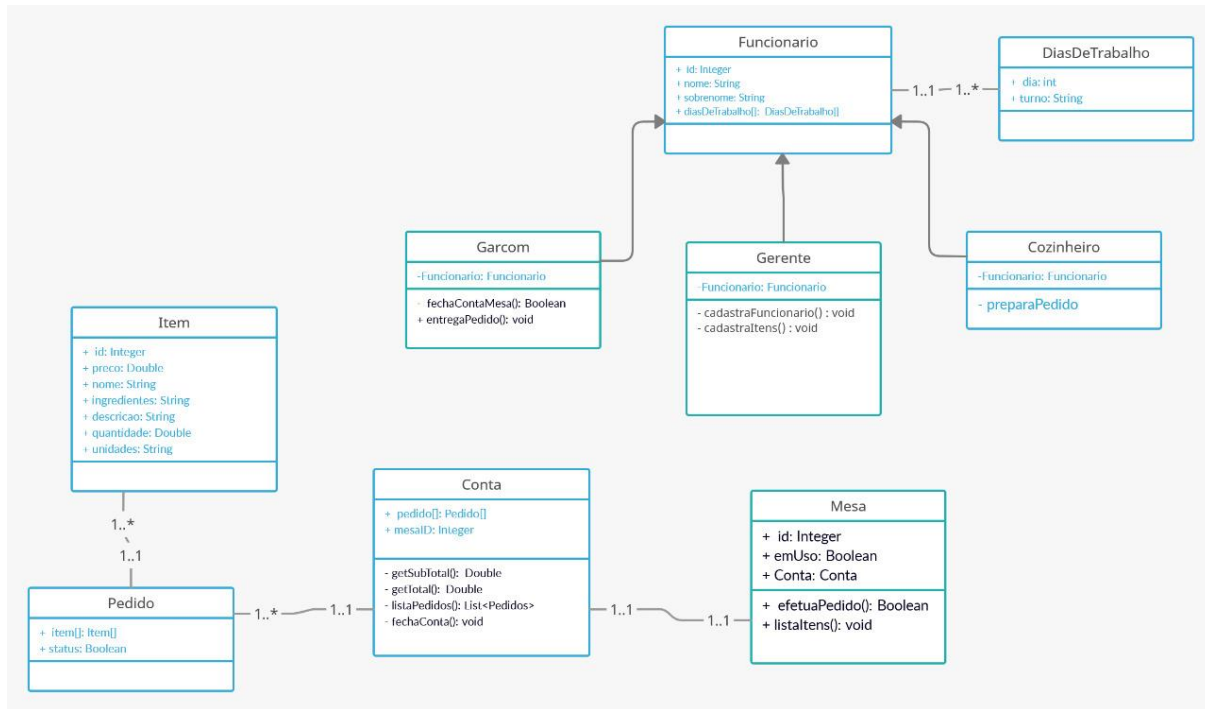 Funcionario
+ id: Integer
+ nome: String
+ sobrenome: String
+ diasDeTrabalho[]: DiasDeTrabalho[]
1..1
1..*
DiasDeTrabalho
+ dia: int
+ turno: String
Garcom
-Funcionario: Funcionario
- fechaContaMesa(): Boolean
+ entregaPedido(): void
Gerente
-Funcionario: Funcionario
- cadastraFuncionario() : void
- cadastraItens() : void
Cozinheiro
-Funcionario: Funcionario
- preparaPedido
Item
+ id: Integer
+ preco: Double
+ nome: String
+ ingredientes: String
+ descricao: String
+ quantidade: Double
+ unidades: String
1..*
1..1
Pedido
+ item[]: Item[]
+ status: Boolean
1..*
1..1
Conta
+ pedido[]: Pedido[]
+ mesaID: Integer
- getSubTotal(): Double
- getTotal(): Double
- listaPedidos(): List<Pedidos>
- fechaConta(): void
1..1
1..1
Mesa
+ id: Integer
+ emUso: Boolean
+ Conta: Conta
+ efetuaPedido(): Boolean
+ listaItens(): void